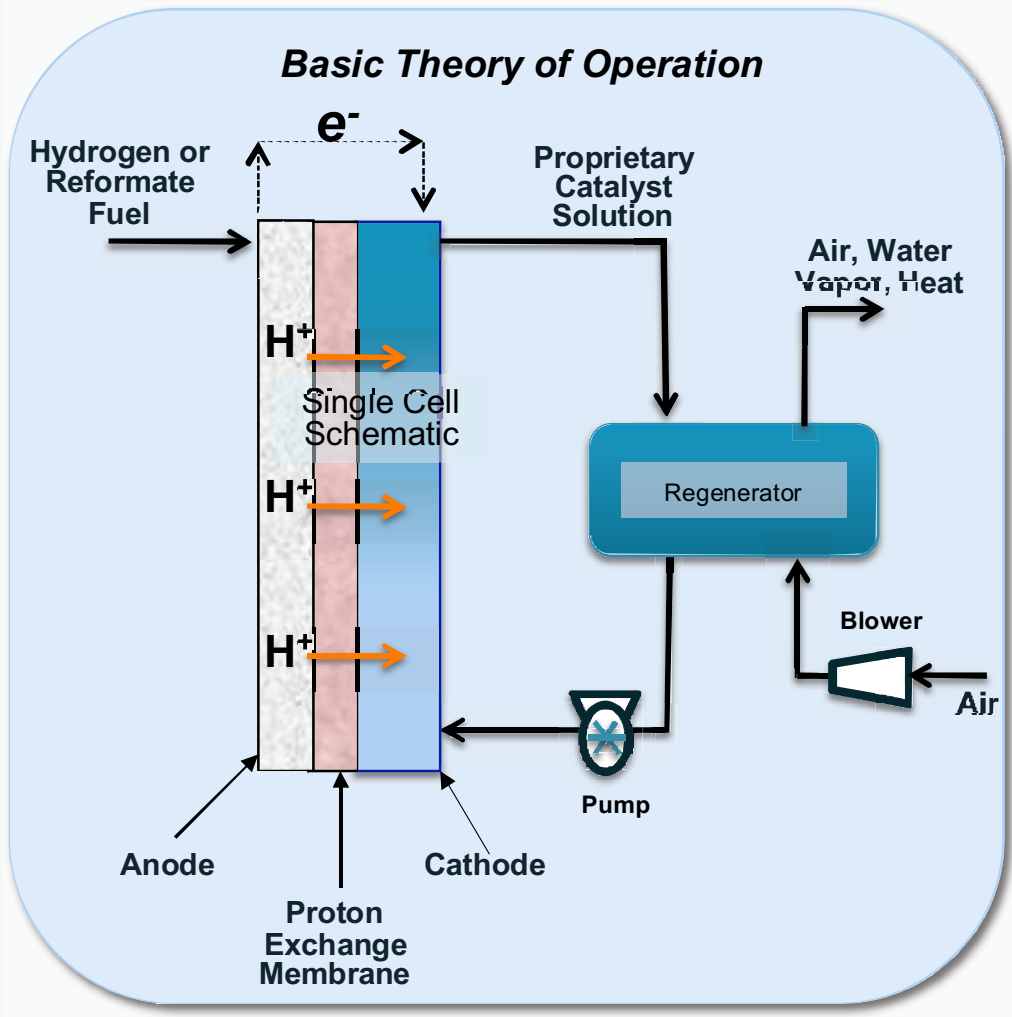 Basic Theory of Operation
e-
Hydrogen or
Reformate
Fuel
Proprietary
Catalyst
Solution
Air, Water
Vapor, Heat
H+
Single Cell
Schematic
H+
Regenerator
H+
Blower
Air
Pump
Anode
Cathode
Proton
Exchange
Membrane